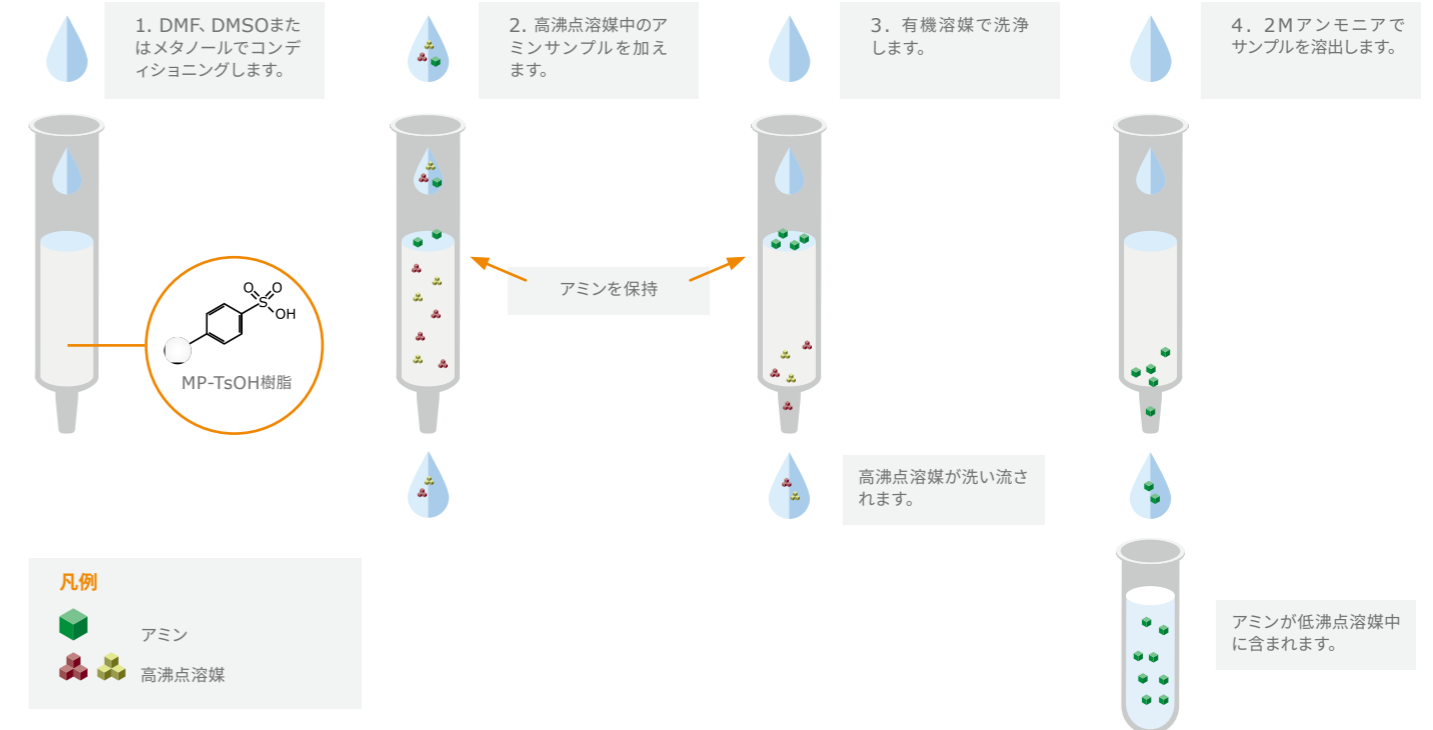 1. DMF、DMSOまた
はメタノールでコンデ
ィショニングします。
2. 高沸点溶媒中のア
ミンサンプルを加え
ます。
3. 有機溶媒で洗浄
します。
4. 2Mアンモニアで
サンプルを溶出します。
アミンを保持
O O
S
OH
MP-TsOH樹脂
高沸点溶媒が洗い流さ
れます。
凡例
アミン
高沸点溶媒
アミンが低沸点溶媒中
に含まれます。